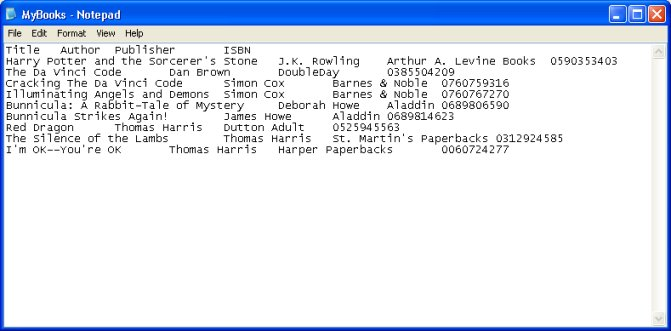 MyBooks - Notepad
File Edit Format View Help
Title Author Publisher ISBN
Harry Potter and the Sorcerer's Stone J.K. Rowling Arthur A. Levine Books 0590353403
The Da Vinci Code Dan Brown DoubleDay 0385504209
Cracking The Da Vinci Code Simon Cox Barnes & Noble 0760759316
Illuminating Angels and Demons Simon Cox Barnes & Noble 0760767270
Bunnicula: A Rabbit-Tale of Mystery Deborah Howe Aladdin 0689806590
Bunnicula Strikes Again! James Howe Aladdin 0689814623
Red Dragon Thomas Harris Dutton Adult 0525945563
The Silence of the Lambs Thomas Harris St. Martin's Paperbacks 0312924585
I'm OK--You're OK Thomas Harris Harper Paperbacks 0060724277